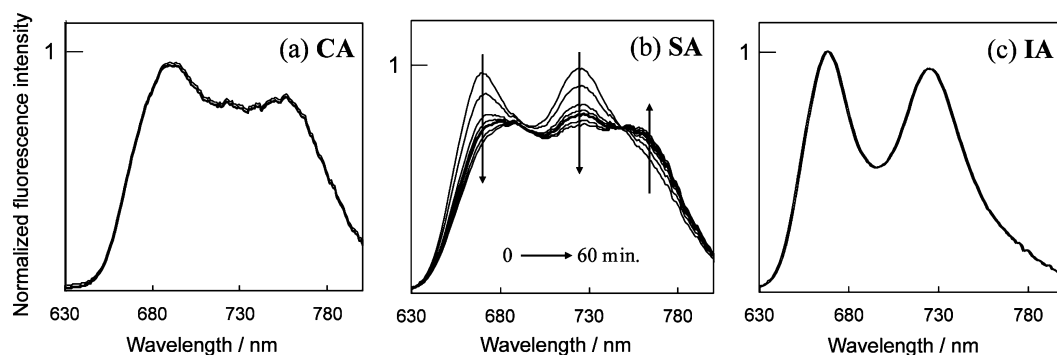 Normalized fluorescence intensity
1
(a) CA
630 680 730 780
Wavelength / nm
1
(b) SA
0 60 min.
630 680 730 780
Wavelength / nm
1
(c) IA
630 680 730 780
Wavelength / nm